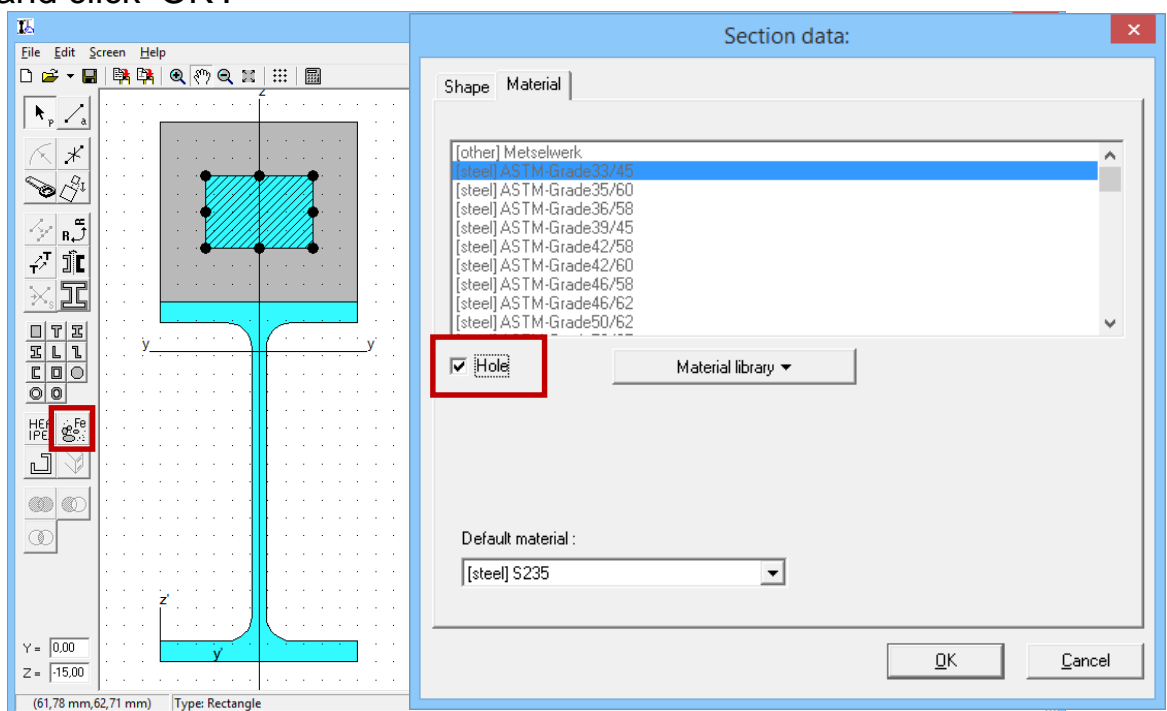 and click 'OK'.
File Edit Screen Help
z
p a
R
T
s
T
L
HEA
IPE
Fe
y y
z'
y'
Y = 0,00
Z = -15,00
(61,78 mm,62,71 mm) Type: Rectangle
Section data:
Shape Material
[other] Metselwerk
[steel] ASTM-Grade33/45
[steel] ASTM-Grade35/60
[steel] ASTM-Grade36/58
[steel] ASTM-Grade39/45
[steel] ASTM-Grade42/58
[steel] ASTM-Grade42/60
[steel] ASTM-Grade46/58
[steel] ASTM-Grade46/62
[steel] ASTM-Grade50/62
Hole
Material library
Default material :
[steel] S235
OK Cancel